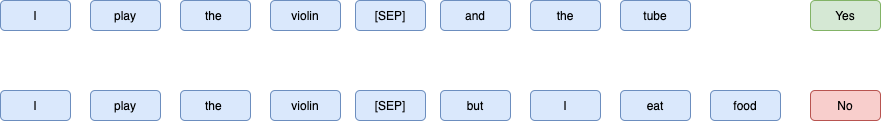 I play the violin [SEP] and the tube Yes
I play the violin [SEP] but I eat food No